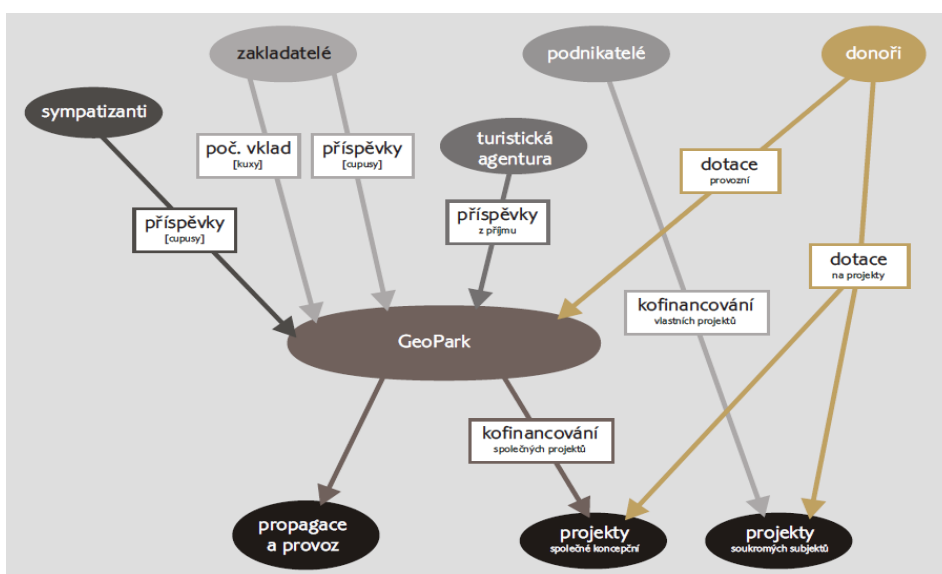 zakladatelé
podnikatelé
donoři
sympatizanti
turistická
agentura
poč. vklad
[kuxy]
příspěvky
[cupusy]
dotace
provozní
příspěvky
[cupusy]
příspěvky
z příjmu
dotace
na projekty
kofinancování
vlastních projektů
GeoPark
kofinancování
společných projektů
propagace
a provoz
projekty
společné koncepční
projekty
soukromých subjektů